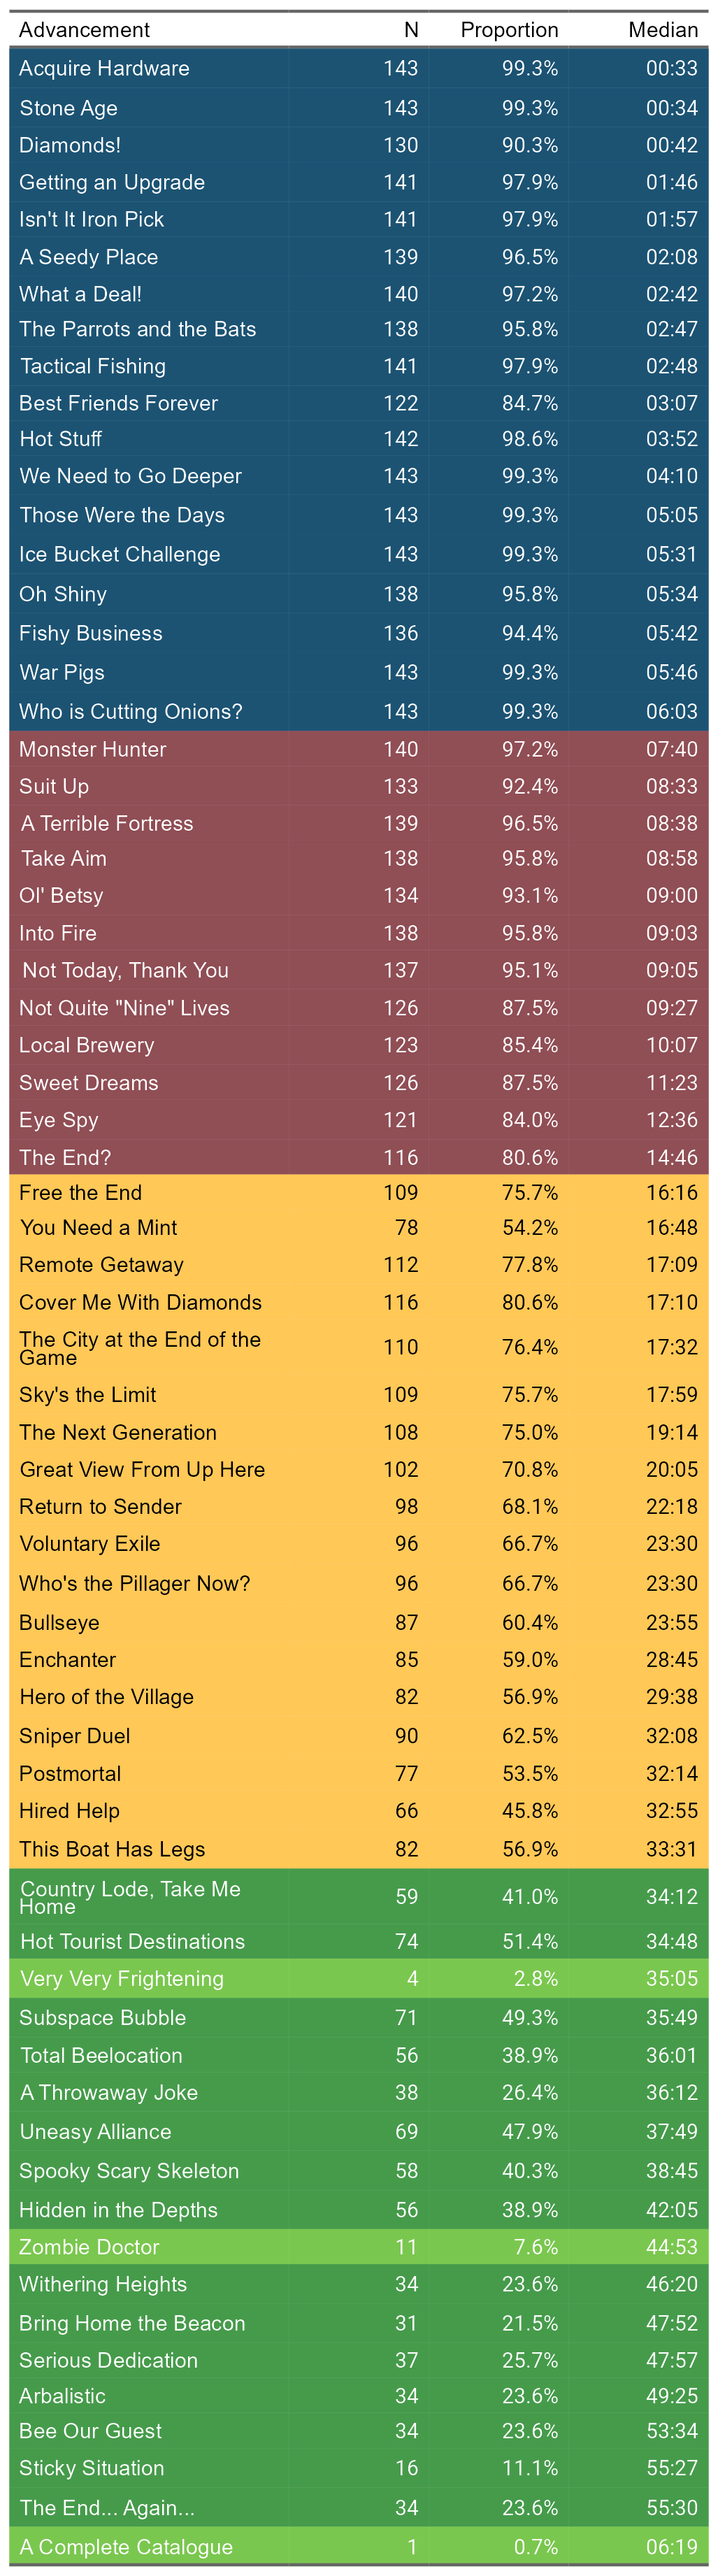 Advancement N Proportion Median
Acquire Hardware 143 99.3% 00:33
Stone Age 143 99.3% 00:34
Diamonds! 130 90.3% 00:42
Getting an Upgrade 141 97.9% 01:46
Isn't It Iron Pick 141 97.9% 01:57
A Seedy Place 139 96.5% 02:08
What a Deal! 140 97.2% 02:42
The Parrots and the Bats 138 95.8% 02:47
Tactical Fishing 141 97.9% 02:48
Best Friends Forever 122 84.7% 03:07
Hot Stuff 142 98.6% 03:52
We Need to Go Deeper 143 99.3% 04:10
Those Were the Days 143 99.3% 05:05
Ice Bucket Challenge 143 99.3% 05:31
Oh Shiny 138 95.8% 05:34
Fishy Business 136 94.4% 05:42
War Pigs 143 99.3% 05:46
Who is Cutting Onions? 143 99.3% 06:03
Monster Hunter 140 97.2% 07:40
Suit Up 133 92.4% 08:33
A Terrible Fortress 139 96.5% 08:38
Take Aim 138 95.8% 08:58
Ol' Betsy 134 93.1% 09:00
Into Fire 138 95.8% 09:03
Not Today, Thank You 137 95.1% 09:05
Not Quite "Nine" Lives 126 87.5% 09:27
Local Brewery 123 85.4% 10:07
Sweet Dreams 126 87.5% 11:23
Eye Spy 121 84.0% 12:36
The End? 116 80.6% 14:46
Free the End 109 75.7% 16:16
You Need a Mint 78 54.2% 16:48
Remote Getaway 112 77.8% 17:09
Cover Me With Diamonds 116 80.6% 17:10
The City at the End of the
Game 110 76.4% 17:32
Sky's the Limit 109 75.7% 17:59
The Next Generation 108 75.0% 19:14
Great View From Up Here 102 70.8% 20:05
Return to Sender 98 68.1% 22:18
Voluntary Exile 96 66.7% 23:30
Who's the Pillager Now? 96 66.7% 23:30
Bullseye 87 60.4% 23:55
Enchanter 85 59.0% 28:45
Hero of the Village 82 56.9% 29:38
Sniper Duel 90 62.5% 32:08
Postmortal 77 53.5% 32:14
Hired Help 66 45.8% 32:55
This Boat Has Legs 82 56.9% 33:31
Country Lode, Take Me
Home 59 41.0% 34:12
Hot Tourist Destinations 74 51.4% 34:48
Very Very Frightening 4 2.8% 35:05
Subspace Bubble 71 49.3% 35:49
Total Beelocation 56 38.9% 36:01
A Throwaway Joke 38 26.4% 36:12
Uneasy Alliance 69 47.9% 37:49
Spooky Scary Skeleton 58 40.3% 38:45
Hidden in the Depths 56 38.9% 42:05
Zombie Doctor 11 7.6% 44:53
Withering Heights 34 23.6% 46:20
Bring Home the Beacon 31 21.5% 47:52
Serious Dedication 37 25.7% 47:57
Arbalistic 34 23.6% 49:25
Bee Our Guest 34 23.6% 53:34
Sticky Situation 16 11.1% 55:27
The End... Again... 34 23.6% 55:30
A Complete Catalogue 1 0.7% 06:19